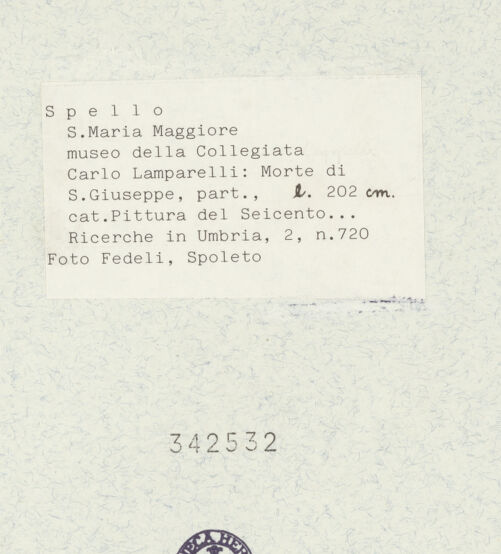 S p e l l o
S.Maria Maggiore
museo della Collegiata
Carlo Lamparelli: Morte di
S.Giuseppe, part., l. 202 cm.
cat.Pittura del Seicento...
Ricerche in Umbria, 2, n.720
Foto Fedeli, Spoleto
342532